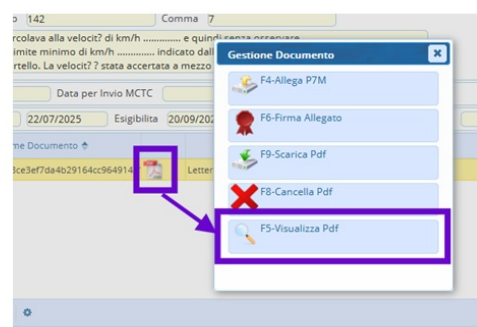 142 Comma 7
rcolava alla velocit? di km/h .............. e quindi senza osservare
imite minimo di km/h .............. indicato dall
rtello. La velocit? ? stata accertata a mezzo
Data per Invio MCTC
22/07/2025 Esigibilita 20/09/202
me Documento
3ce3ef7da4b29164cc964914 Letter
Gestione Documento
F4-Allega P7M
F6-Firma Allegato
F9-Scarica Pdf
F8-Cancella Pdf
F5-Visualizza Pdf